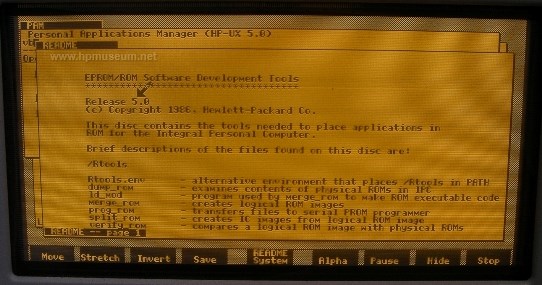 PAM
Personal Applications Manager (HP-UX 5.0)
README
www.hpmuseum.net
EPROM/ROM Software Development Tools
Release 5.0
(c) Copyright 1986, Hewlett-Packard Co.
This disc contains the tools needed to place applications in
ROM for the Integral Personal Computer.
Brief descriptions of the files found on this disc are:
/Rtools
Rtools.env - alternative environment that places /Rtools in PATH
dump_rom - examines contents of physical ROMs in IPC
ld_mod - program used by merge_rom to make ROM executable code
merge_rom - creates logical ROM images
prog_rom - transfers files to serial PROM programmer
split_rom - creates IC images from logical ROM image
verify_rom - compares a logical ROM image with physical ROMs
README -- page 1
Move Stretch Invert Save README System Alpha Pause Hide Stop